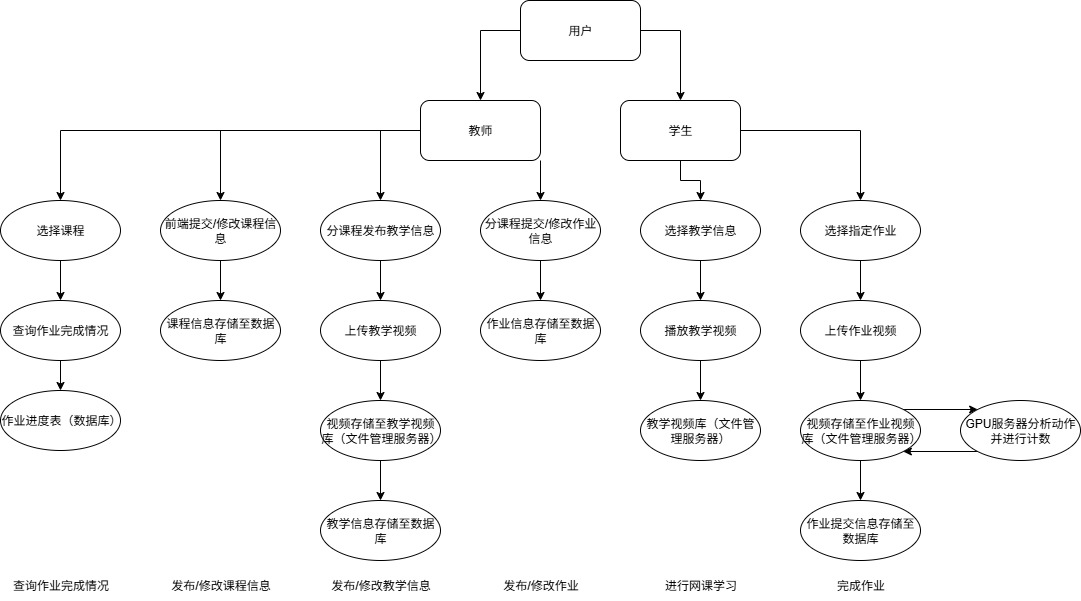 用户
教师
学生
选择课程
前端提交/修改课程信
息
分课程发布教学信息
分课程提交/修改作业
信息
选择教学信息
选择指定作业
查询作业完成情况
课程信息存储至数据
库
上传教学视频
作业信息存储至数据
库
播放教学视频
上传作业视频
作业进度表（数据库）
视频存储至教学视频
库（文件管理服务器）
教学视频库（文件管
理服务器）
视频存储至作业视频
库（文件管理服务器）
GPU服务器分析动作
并进行计数
教学信息存储至数据
库
作业提交信息存储至
数据库
查询作业完成情况
发布/修改课程信息
发布/修改教学信息
发布/修改作业
进行网课学习
完成作业